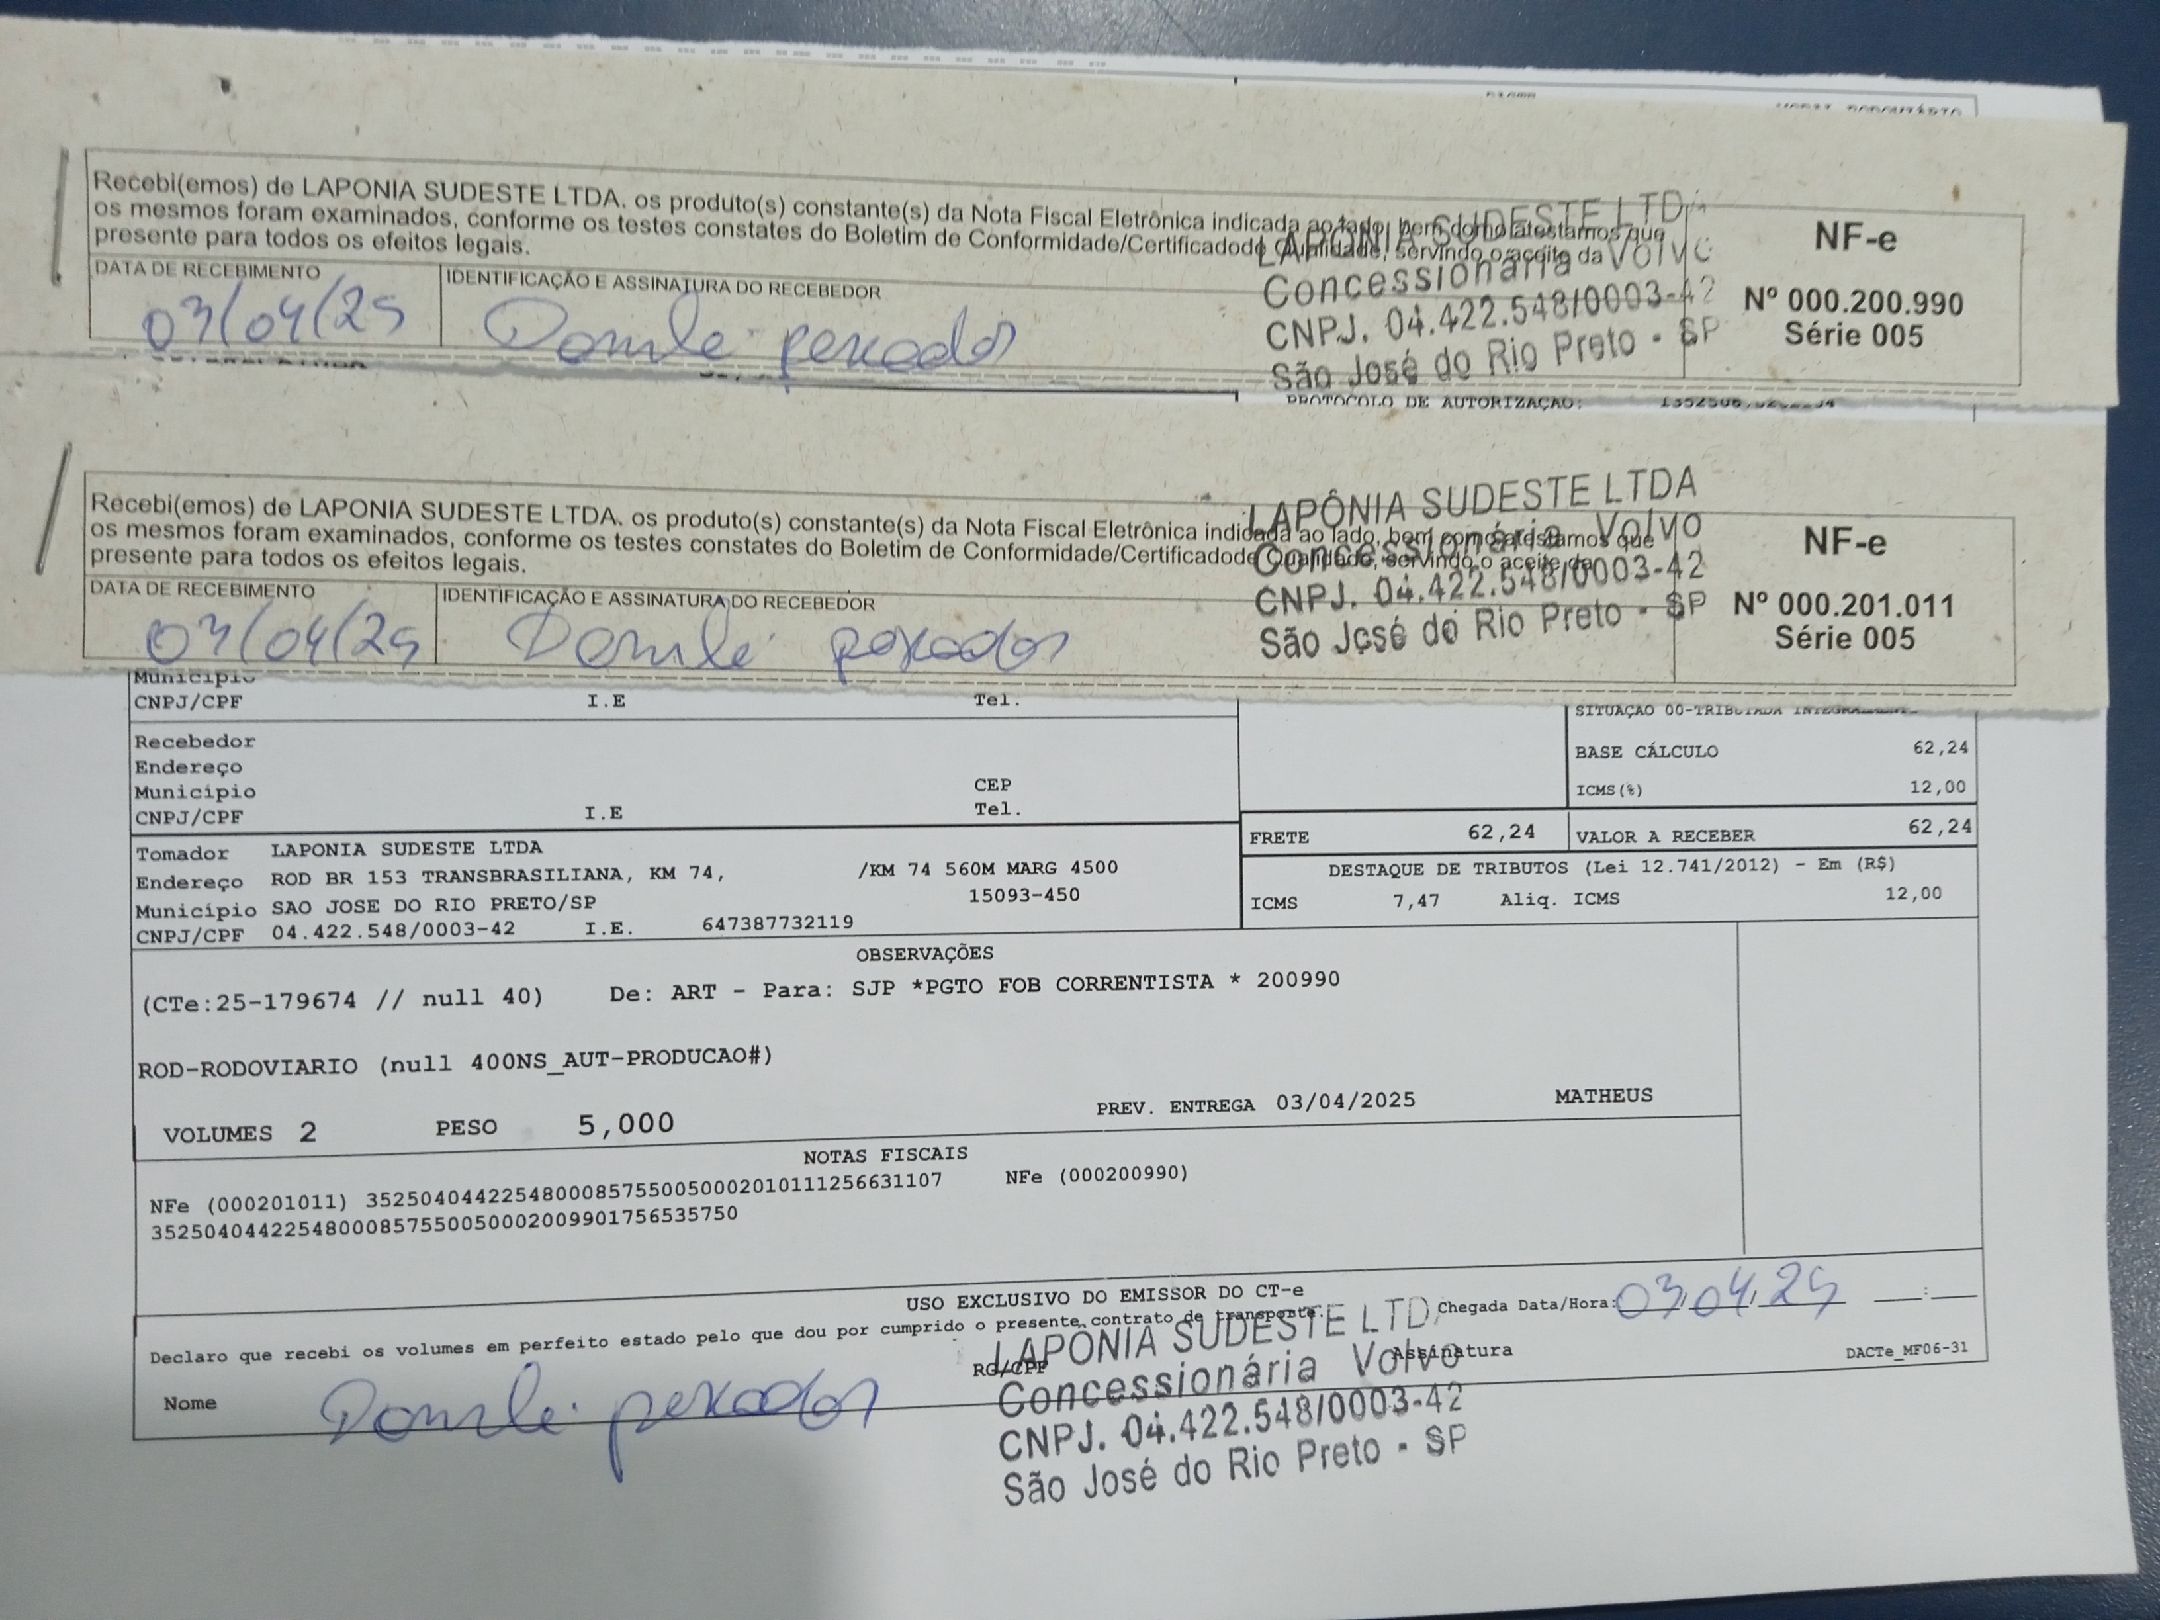 Recebi(emos) de LAPONIA SUDESTE LTDA. os produto(s) constante(s) da Nota Fiscal Eletrônica indicada ao lado, bem como atestamos que
os mesmos foram examinados, conforme os testes constates do Boletim de Conformidade/Certificadode Qualidade, servindo o aceite da
presente para todos os efeitos legais.
DATA DE RECEBIMENTO
03/04/25
IDENTIFICAÇÃO E ASSINATURA DO RECEBEDOR
LAPÔNIA SUDESTE LTDA
Concessionária Volvo
CNPJ. 04.422.548/0003-42
São José do Rio Preto - SP
NF-e
Nº 000.200.990
Série 005
PROTOCOLO DE AUTORIZAÇÃO:
Recebi(emos) de LAPONIA SUDESTE LTDA. os produto(s) constante(s) da Nota Fiscal Eletrônica indicada ao lado, bem como atestamos que
os mesmos foram examinados, conforme os testes constates do Boletim de Conformidade/Certificadode Qualidade, servindo o aceite da
presente para todos os efeitos legais.
DATA DE RECEBIMENTO
03/04/25
IDENTIFICAÇÃO E ASSINATURA DO RECEBEDOR
LAPÔNIA SUDESTE LTDA
Concessionária Volvo
CNPJ. 04.422.548/0003-42
São José do Rio Preto - SP
NF-e
Nº 000.201.011
Série 005
Município
CNPJ/CPF I.E Tel.
Recebedor
Endereço
Município CEP
CNPJ/CPF I.E Tel.
SITUAÇÃO 00-TRIBUTADA
BASE CÁLCULO 62,24
ICMS(%) 12,00
FRETE 62,24 VALOR A RECEBER 62,24
Tomador LAPONIA SUDESTE LTDA
Endereço ROD BR 153 TRANSBRASILIANA, KM 74, /KM 74 560M MARG 4500
Município SAO JOSE DO RIO PRETO/SP 15093-450
CNPJ/CPF 04.422.548/0003-42 I.E. 647387732119
DESTAQUE DE TRIBUTOS (Lei 12.741/2012) - Em (R$)
ICMS 7,47 Aliq. ICMS 12,00
OBSERVAÇÕES
(CTe:25-179674 // null 40) De: ART - Para: SJP *PGTO FOB CORRENTISTA * 200990
ROD-RODOVIARIO (null 400NS_AUT-PRODUCAO#)
VOLUMES 2 PESO 5,000 PREV. ENTREGA 03/04/2025 MATHEUS
NOTAS FISCAIS
NFe (000201011) 35250404422548000857550050002010111256631107 NFe (000200990)
35250404422548000857550050002009901756535750
USO EXCLUSIVO DO EMISSOR DO CT-e
Declaro que recebi os volumes em perfeito estado pelo que dou por cumprido o presente contrato de transporte.
Chegada Data/Hora: 03.04.25 :
Nome
RG/CPF
Assinatura
DACTe_MF06-31
LAPÔNIA SUDESTE LTD
Concessionária Volvo
CNPJ. 04.422.548/0003-42
São José do Rio Preto - SP